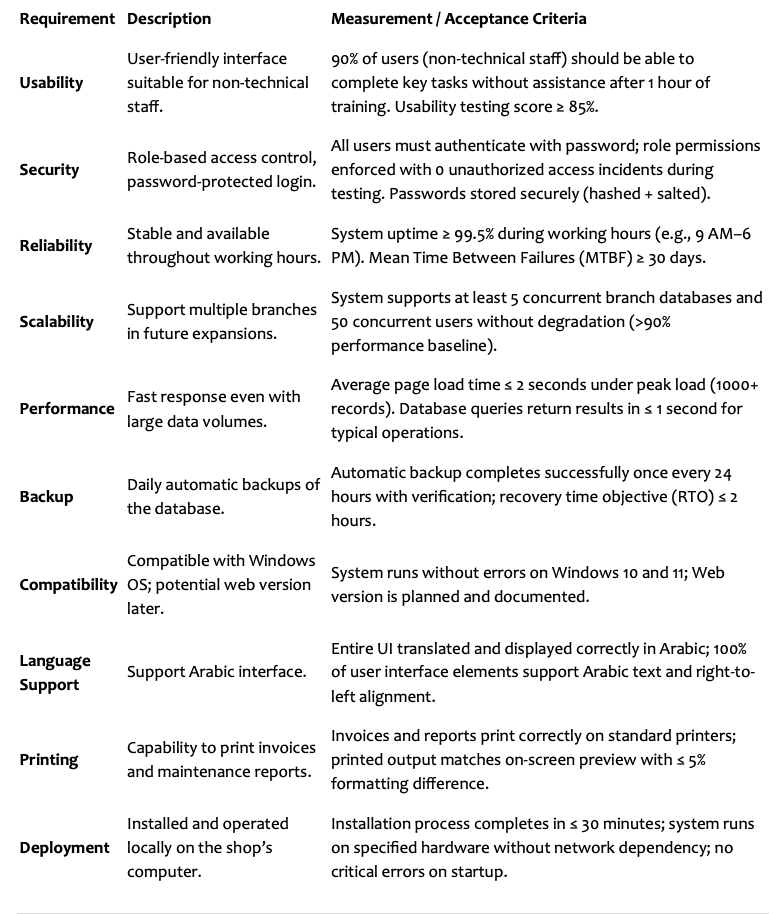 Requirement Description Measurement / Acceptance Criteria
Usability
User-friendly interface
suitable for non-technical
staff.
90% of users (non-technical staff) should be able to
complete key tasks without assistance after 1 hour of
training. Usability testing score ≥ 85%.
Security
Role-based access control,
password-protected login.
All users must authenticate with password; role permissions
enforced with 0 unauthorized access incidents during
testing. Passwords stored securely (hashed + salted).
Reliability
Stable and available
throughout working hours.
System uptime ≥ 99.5% during working hours (e.g., 9 AM–6
PM). Mean Time Between Failures (MTBF) ≥ 30 days.
Scalability
Support multiple branches
in future expansions.
System supports at least 5 concurrent branch databases and
50 concurrent users without degradation (>90%
performance baseline).
Performance
Fast response even with
large data volumes.
Average page load time ≤ 2 seconds under peak load (1000+
records). Database queries return results in ≤ 1 second for
typical operations.
Backup
Daily automatic backups of
the database.
Automatic backup completes successfully once every 24
hours with verification; recovery time objective (RTO) ≤ 2
hours.
Compatibility
Compatible with Windows
OS; potential web version
later.
System runs without errors on Windows 10 and 11; Web
version is planned and documented.
Language
Support
Support Arabic interface.
Entire UI translated and displayed correctly in Arabic; 100%
of user interface elements support Arabic text and right-to-
left alignment.
Printing
Capability to print invoices
and maintenance reports.
Invoices and reports print correctly on standard printers;
printed output matches on-screen preview with ≤ 5%
formatting difference.
Deployment
Installed and operated
locally on the shop's
computer.
Installation process completes in ≤ 30 minutes; system runs
on specified hardware without network dependency; no
critical errors on startup.